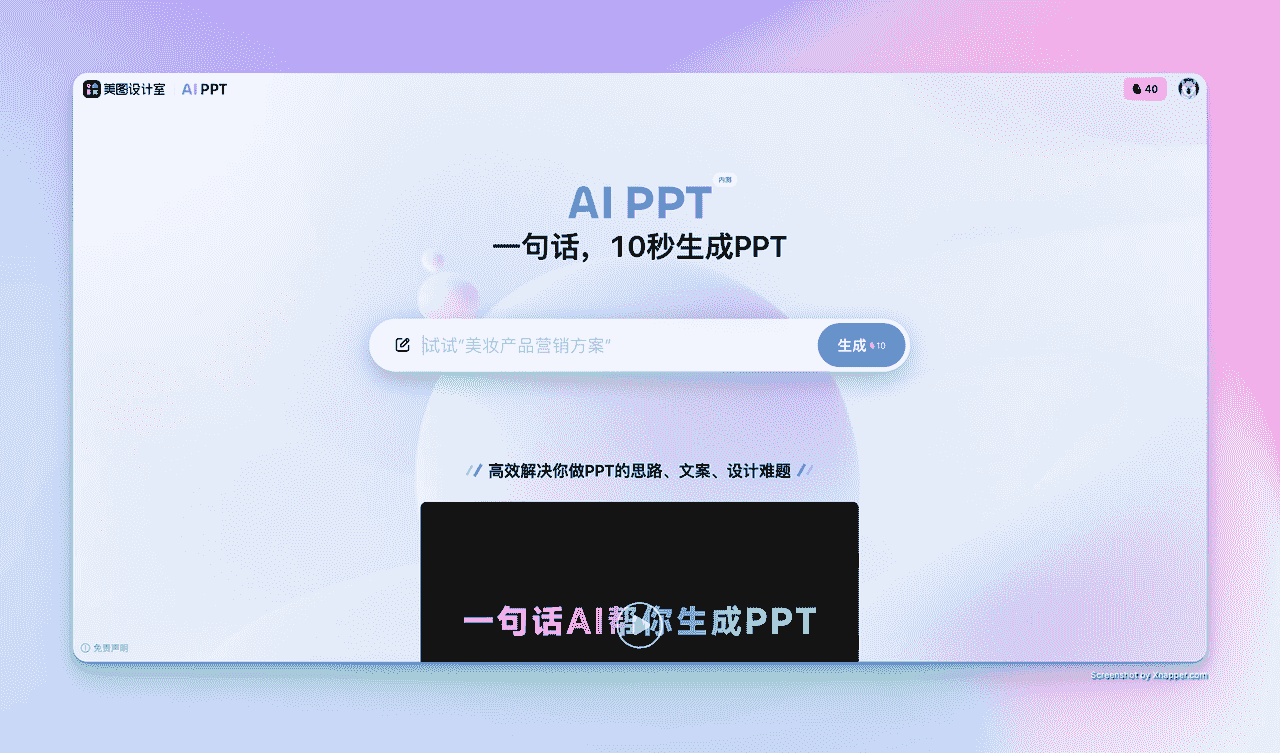 美图设计室 AI PPT
40
AI PPT 内测
一句话，10秒生成PPT
试试“美妆产品营销方案”
生成 10
高效解决你做PPT的思路、文案、设计难题
一句话AI帮你生成PPT
免责声明
Screenshot by Xnapper.com